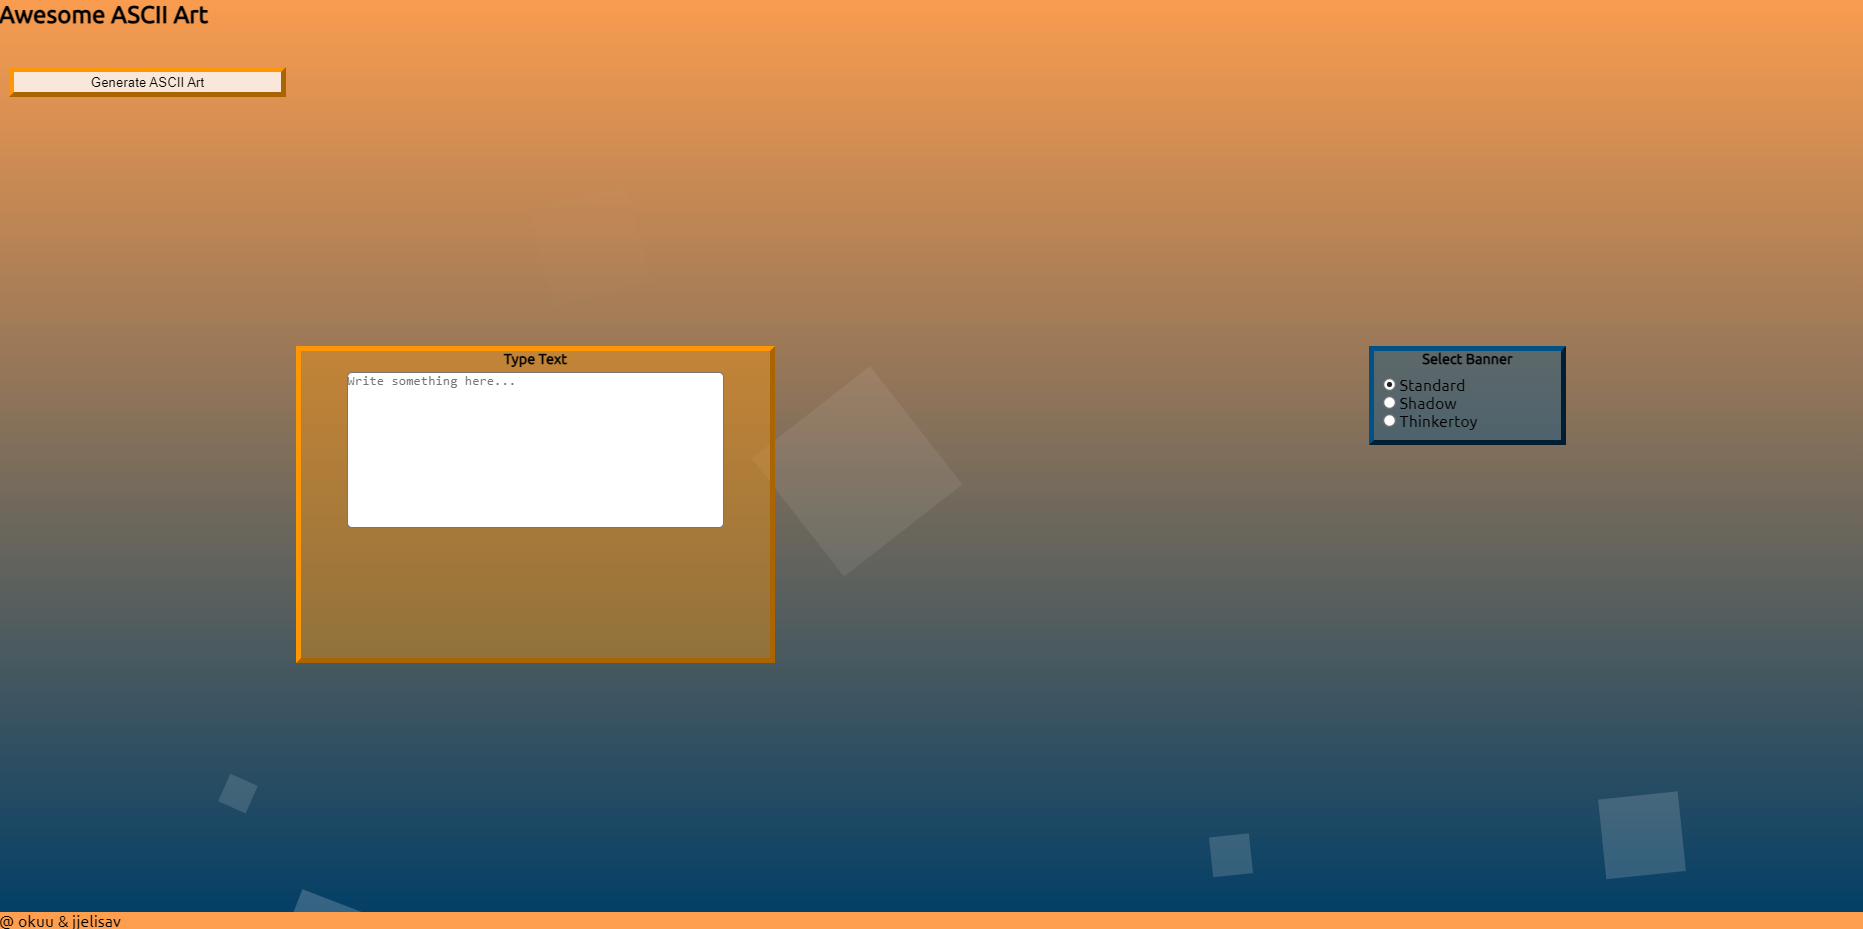 Awesome ASCII Art
Generate ASCII Art
Type Text
Write something here...
Select Banner
Standard
Shadow
Thinkertoy
@ okuu & jjelisav